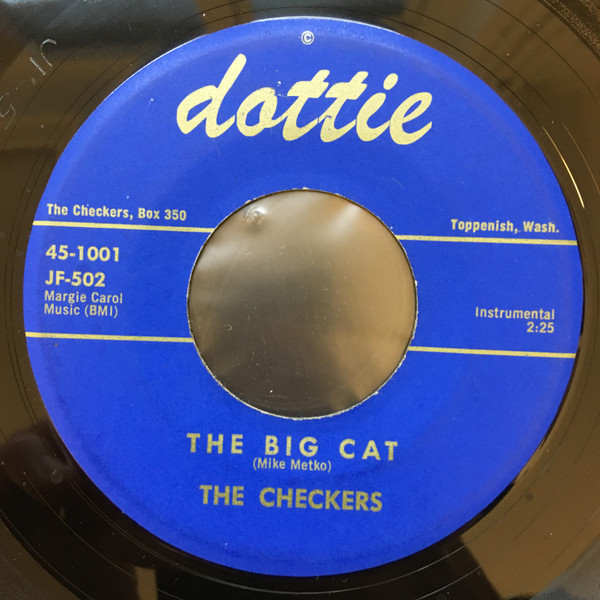 ©
dottie
The Checkers, Box 350
Toppenish, Wash.
45-1001
JF-502
Margie Carol
Music (BMI)
Instrumental
2:25
THE BIG CAT
(Mike Metko)
THE CHECKERS